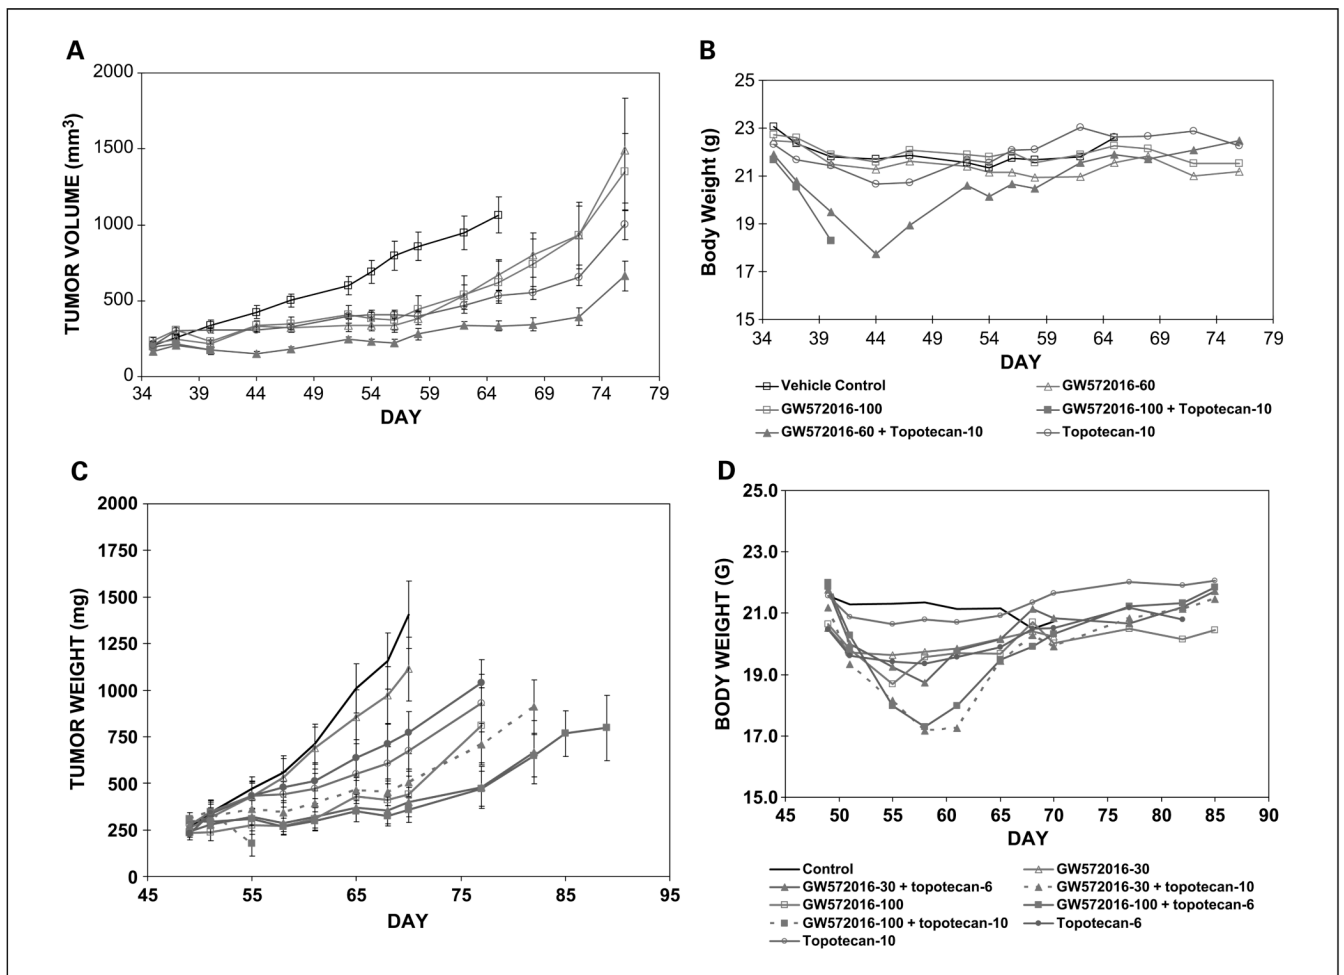 A
2000
1500
1000
500
0
TUMOR VOLUME (mm³)
34 39 44 49 54 59 64 69 74 79
DAY
B
25
23
21
19
17
15
Body Weight (g)
34 39 44 49 54 59 64 69 74 79
DAY
Vehicle Control
GW572016-60
GW572016-100
GW572016-100 + Topotecan-10
GW572016-60 + Topotecan-10
Topotecan-10
C
2000
1750
1500
1250
1000
750
500
250
0
TUMOR WEIGHT (mg)
45 55 65 75 85 95
DAY
D
25.0
23.0
21.0
19.0
17.0
15.0
BODY WEIGHT (G)
45 50 55 60 65 70 75 80 85 90
DAY
Control
GW572016-30
GW572016-30 + topotecan-6
GW572016-30 + topotecan-10
GW572016-100
GW572016-100 + topotecan-6
GW572016-100 + topotecan-10
Topotecan-6
Topotecan-10